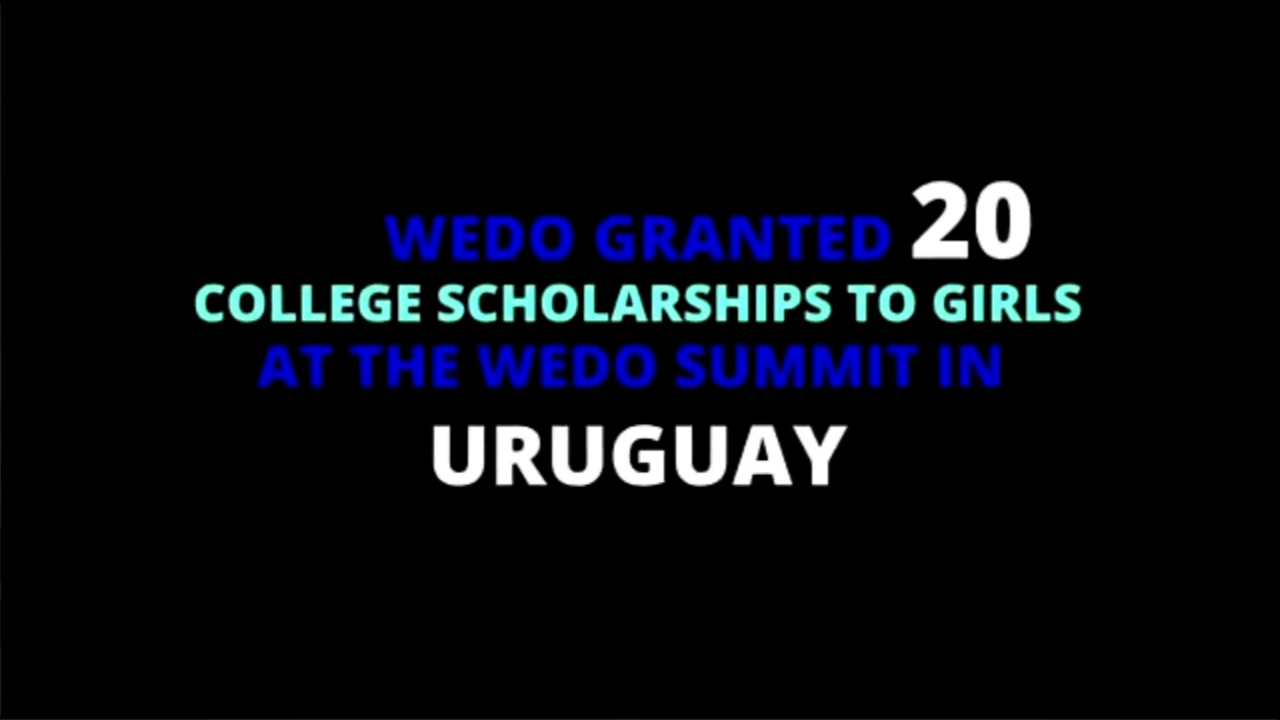 WEDO GRANTED 20
COLLEGE SCHOLARSHIPS TO GIRLS
AT THE WEDO SUMMIT IN
URUGUAY